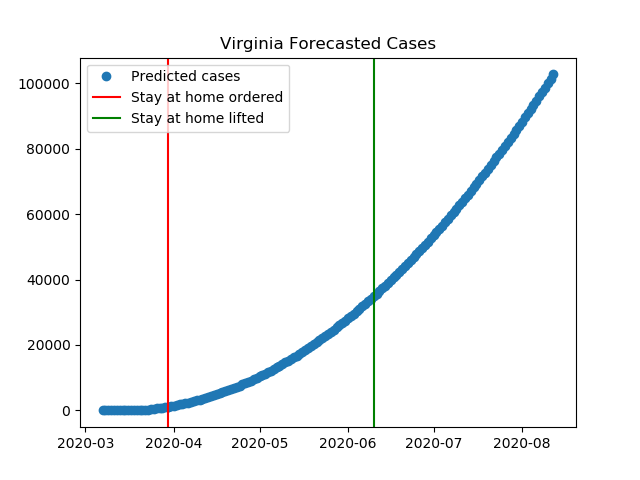 Virginia Forecasted Cases
Predicted cases
Stay at home ordered
Stay at home lifted
100000
80000
60000
40000
20000
0
2020-03 2020-04 2020-05 2020-06 2020-07 2020-08